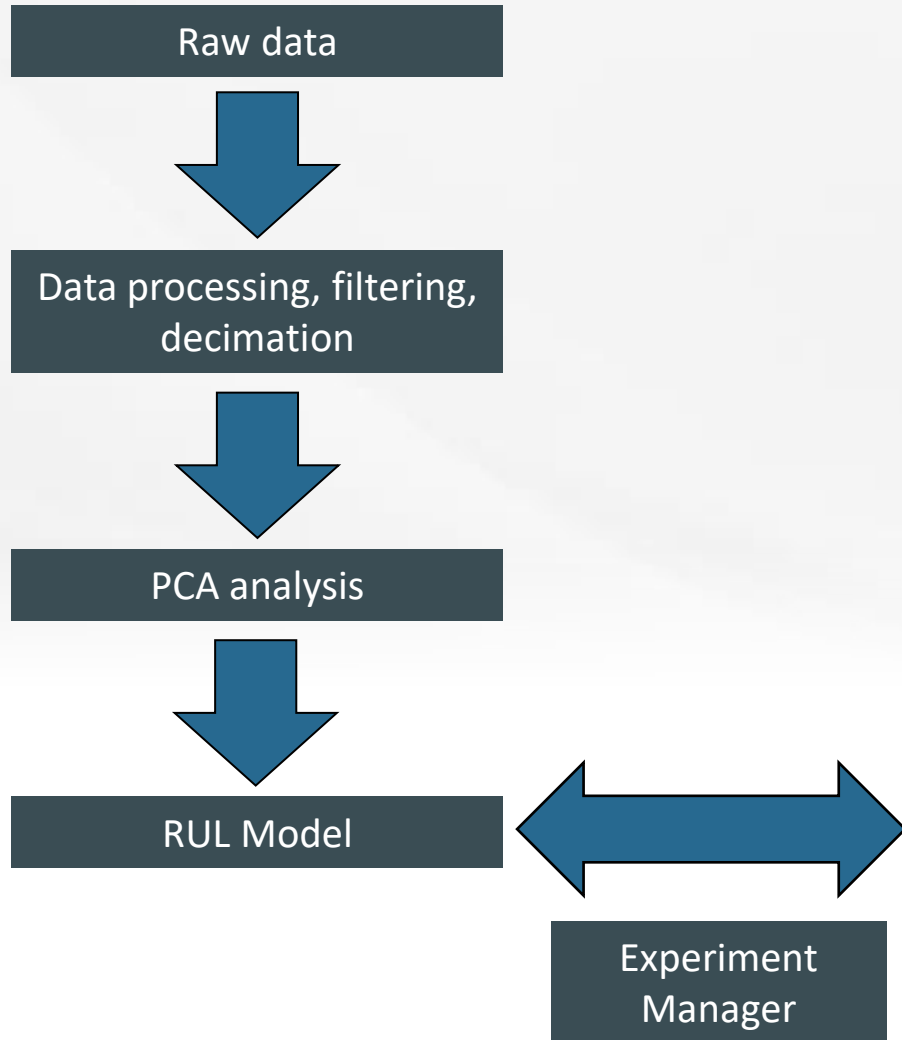 Raw data
Data processing, filtering,
decimation
PCA analysis
RUL Model
Experiment
Manager